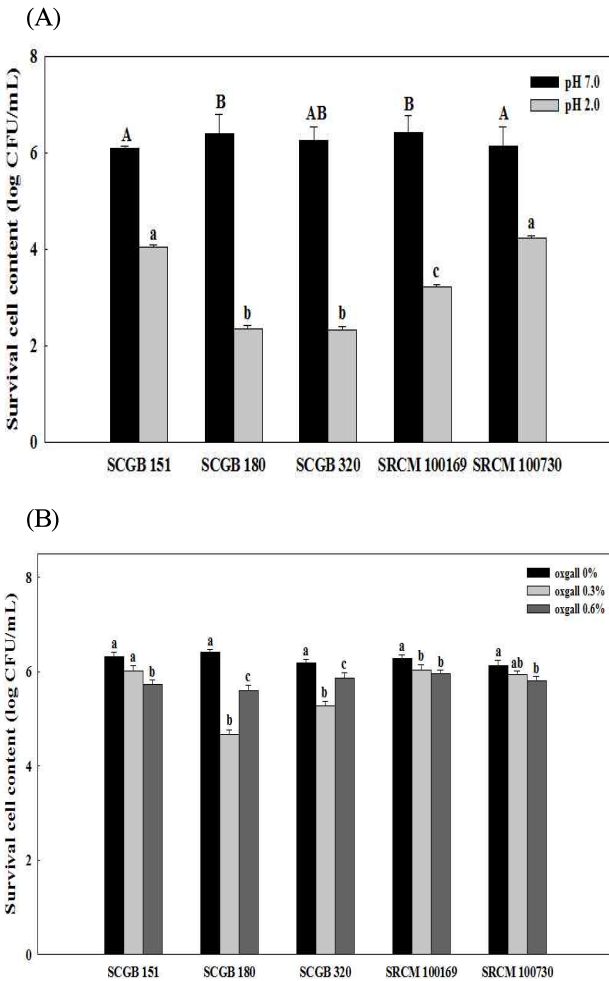 (A)
Survival cell content (log CFU/mL)
8
6
4
2
0
pH 7.0
pH 2.0
A
a
B
b
AB
b
B
c
A
a
SCGB 151
SCGB 180
SCGB 320
SRCM 100169
SRCM 100730
(B)
Survival cell content (log CFU/mL)
8
6
4
2
0
oxgall 0%
oxgall 0.3%
oxgall 0.6%
a
a
b
a
b
c
a
b
c
a
b
b
a
ab
b
SCGB 151
SCGB 180
SCGB 320
SRCM 100169
SRCM 100730